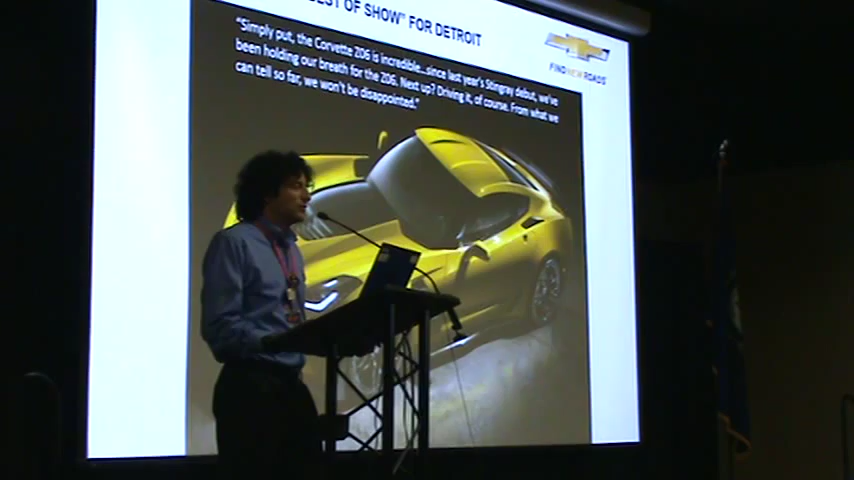 BEST OF SHOW" FOR DETROIT
"Simply put, the Corvette Z06 is incredible...since last year's Stingray debut, we've
been holding our breath for the Z06. Next up? Driving it, of course. From what we
can tell so far, we won't be disappointed."
FIND NEW ROADS